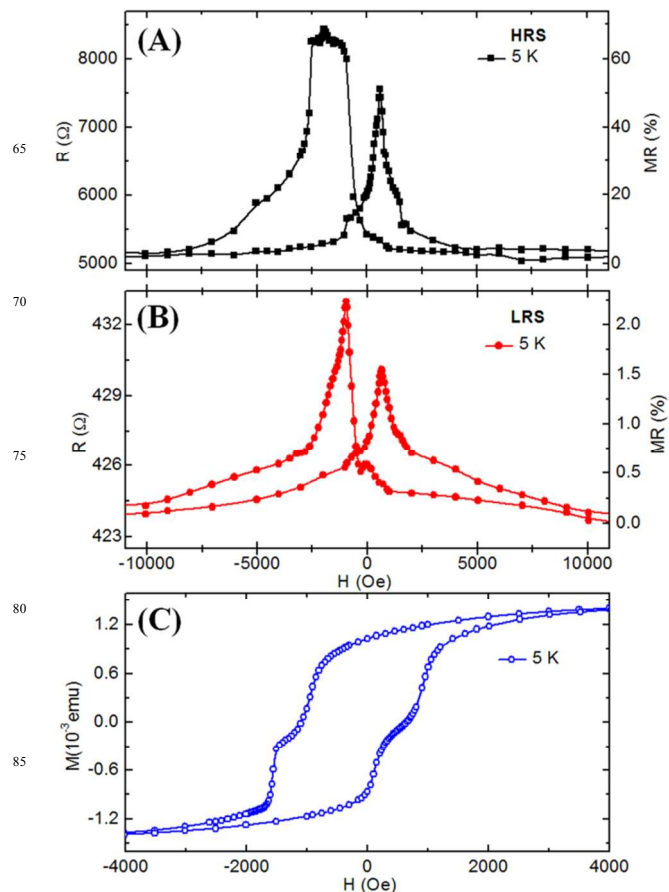 (A)
HRS
5 K
8000
7000
6000
5000
R (Ω)
60
40
20
0
MR (%)
65
70
(B)
LRS
5 K
432
429
426
423
R (Ω)
2.0
1.5
1.0
0.5
0.0
MR (%)
75
-10000 -5000 0 5000 10000
H (Oe)
80
(C)
5 K
1.2
0.6
0.0
-0.6
-1.2
M(10⁻³emu)
85
-4000 -2000 0 2000 4000
H (Oe)